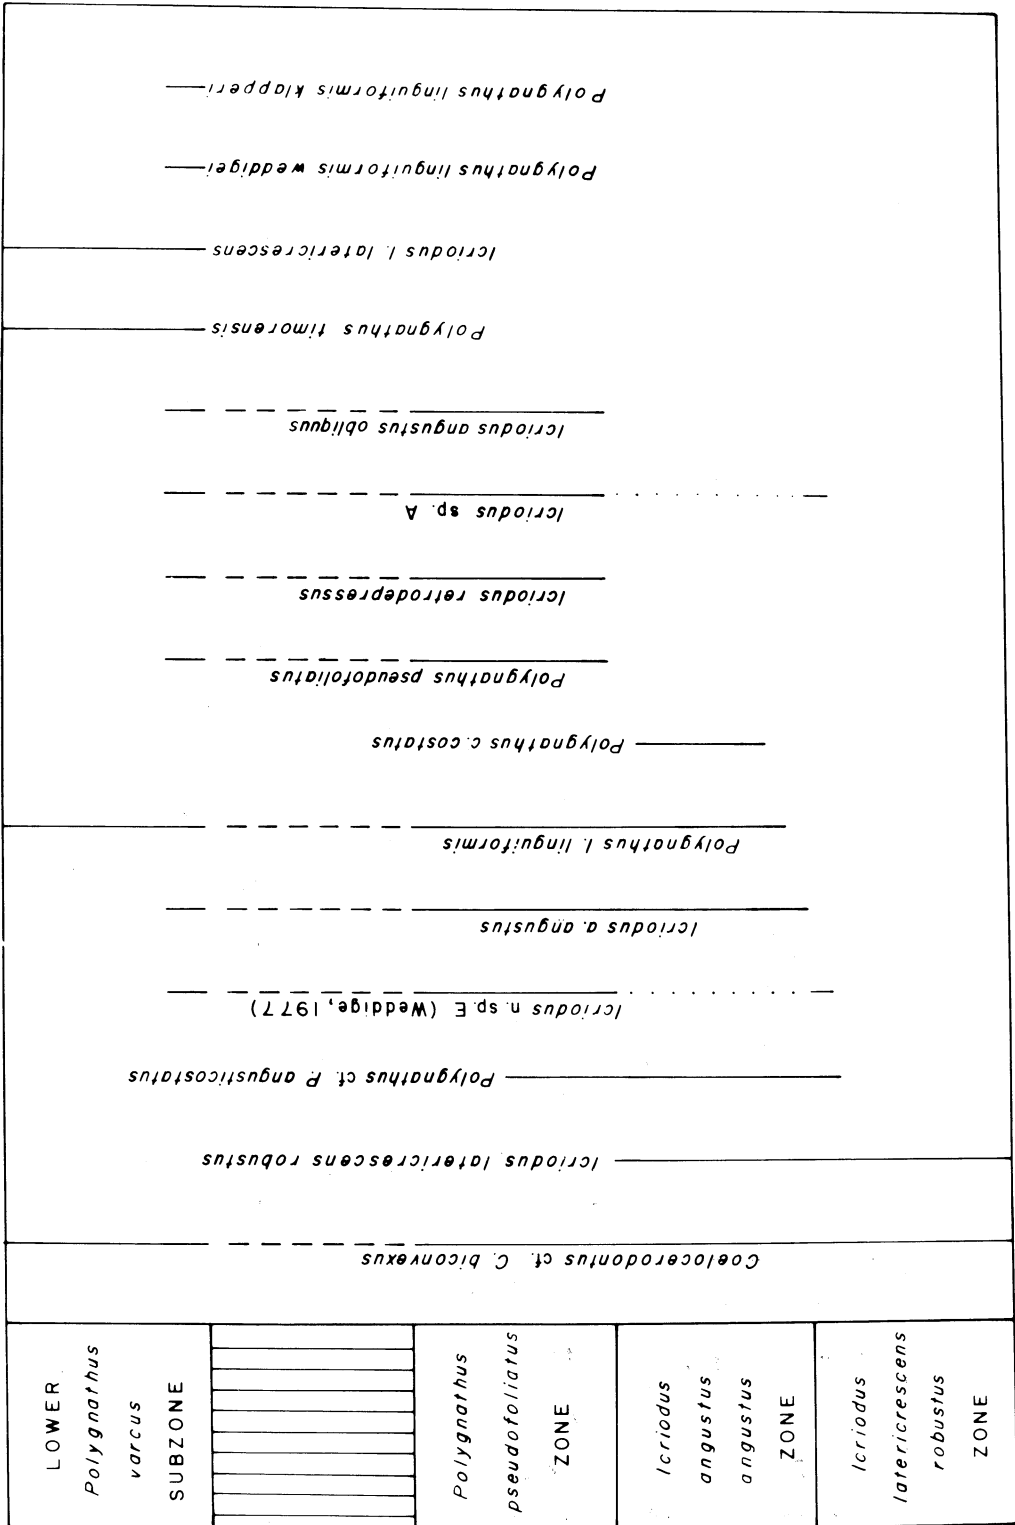 Polygnathus linguiformis klapperi
Polygnathus linguiformis weddigei
Icriodus l. latericrescens
Polygnathus timorensis
Icriodus angustus obliquus
Icriodus sp. A
Icriodus retrodepressus
Polygnathus pseudofoliatus
Polygnathus c. costatus
Polygnathus l. linguiformis
Icriodus a. angustus
Icriodus n. sp. E (Weddige, 1977)
Polygnathus cf. P. angusticostatus
Icriodus latericrescens robustus
Coelocerodontus cf. C. biconvexus
LOWER
Polygnathus
varcus
SUBZONE
Polygnathus
pseudofoliatus
ZONE
Icriodus
angustus
angustus
ZONE
Icriodus
latericrescens
robustus
ZONE